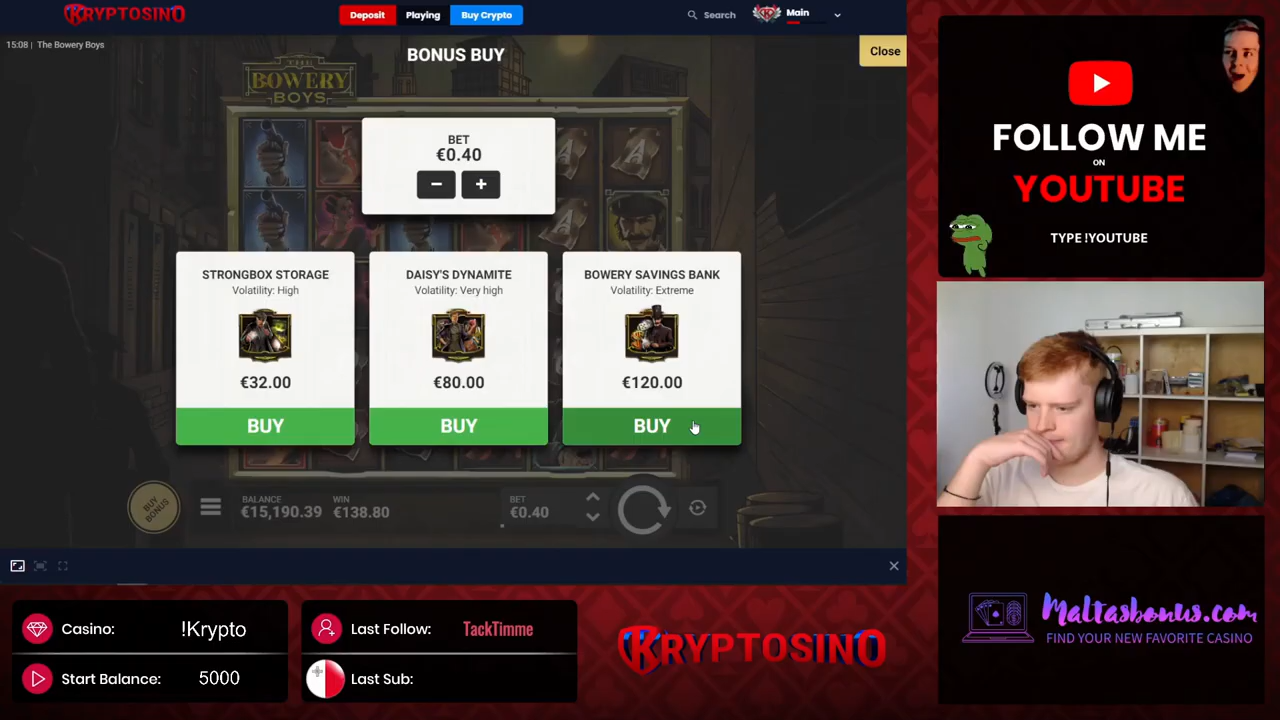 KRYPTOSINO
Deposit
Playing
Buy Crypto
Search
Main
15:08 | The Bowery Boys
BONUS BUY
Close
THE
BOWERY
BOYS
BET
€0.40
STRONGBOX STORAGE
Volatility: High
€32.00
BUY
DAISY'S DYNAMITE
Volatility: Very high
€80.00
BUY
BOWERY SAVINGS BANK
Volatility: Extreme
€120.00
BUY
BUY
BONUS
BALANCE
€15,190.39
WIN
€138.80
BET
€0.40
FOLLOW ME
ON
YOUTUBE
TYPE !YOUTUBE
Casino: !Krypto
Start Balance: 5000
Last Follow: TackTimme
Last Sub:
KRYPTOSINO
Maltasbonus.com
FIND YOUR NEW FAVORITE CASINO